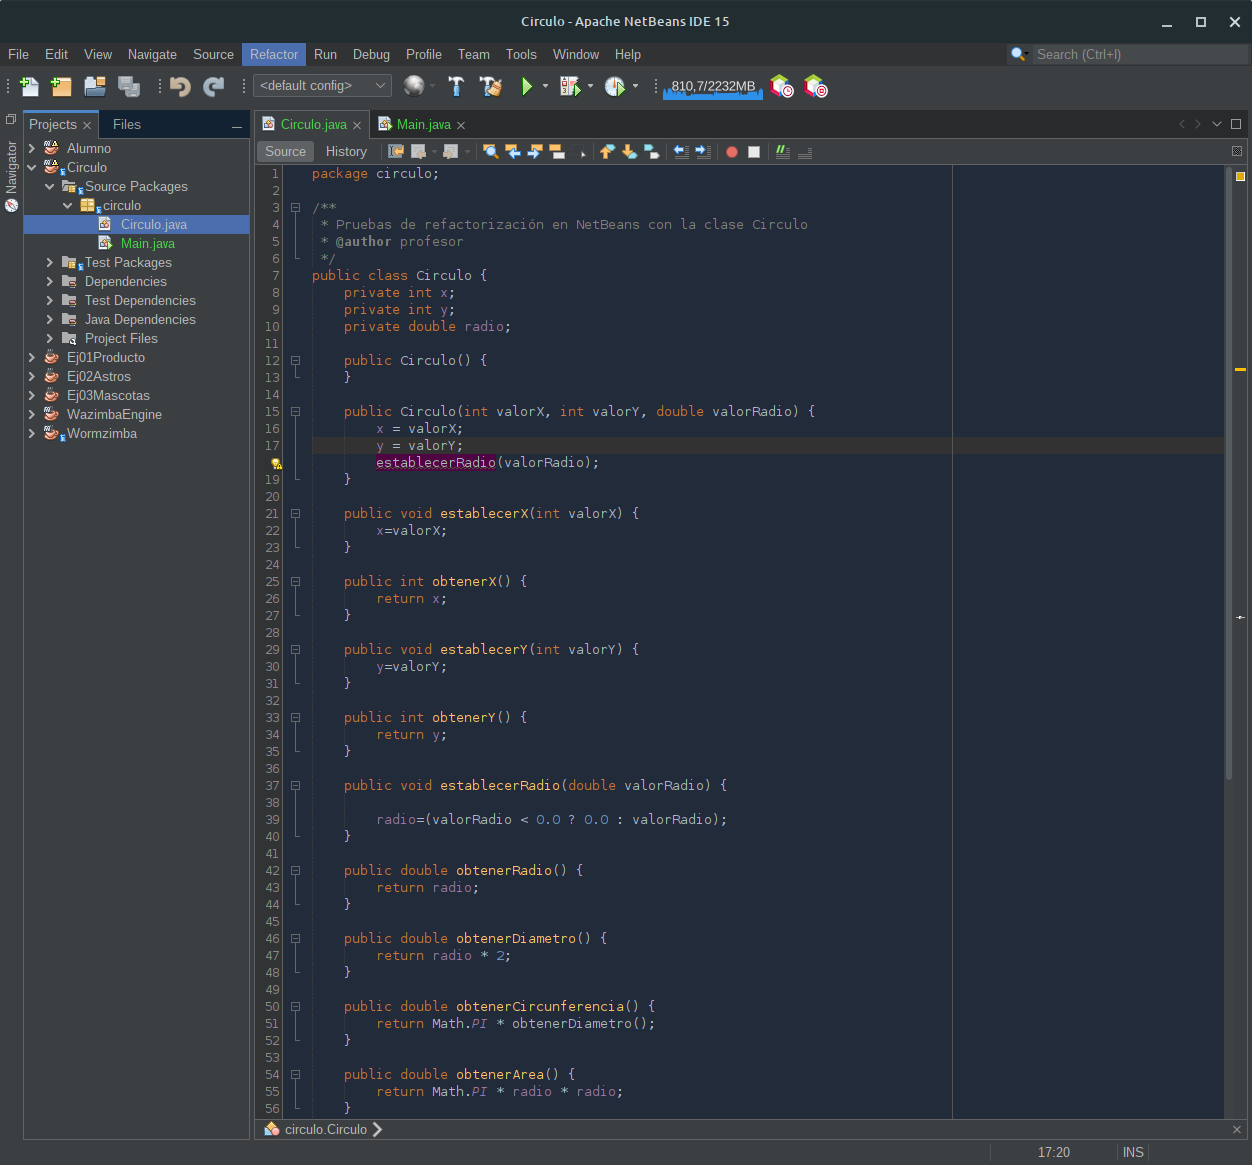 Circulo - Apache NetBeans IDE 15
File Edit View Navigate Source Refactor Run Debug Profile Team Tools Window Help
Search (Ctrl+I)
<default config>
810,7/2232MB
Navigator
Projects
Files
Alumno
Circulo
Source Packages
circulo
Circulo.java
Main.java
Test Packages
Dependencies
Test Dependencies
Java Dependencies
Project Files
Ej01Producto
Ej02Astros
Ej03Mascotas
WazimbaEngine
Wormzimba
Circulo.java
Main.java
Source History
1 package circulo;
2
3 /**
4 * Pruebas de refactorización en NetBeans con la clase Circulo
5 * @author profesor
6 */
7 public class Circulo {
8 private int x;
9 private int y;
10 private double radio;
11
12 public Circulo() {
13 }
14
15 public Circulo(int valorX, int valorY, double valorRadio) {
16 x = valorX;
17 y = valorY;
establecerRadio(valorRadio);
19 }
20
21 public void establecerX(int valorX) {
22 x=valorX;
23 }
24
25 public int obtenerX() {
26 return x;
27 }
28
29 public void establecerY(int valorY) {
30 y=valorY;
31 }
32
33 public int obtenerY() {
34 return y;
35 }
36
37 public void establecerRadio(double valorRadio) {
38
39 radio=(valorRadio < 0.0 ? 0.0 : valorRadio);
40 }
41
42 public double obtenerRadio() {
43 return radio;
44 }
45
46 public double obtenerDiametro() {
47 return radio * 2;
48 }
49
50 public double obtenerCircunferencia() {
51 return Math.PI * obtenerDiametro();
52 }
53
54 public double obtenerArea() {
55 return Math.PI * radio * radio;
56 }
circulo.Circulo
17:20 INS